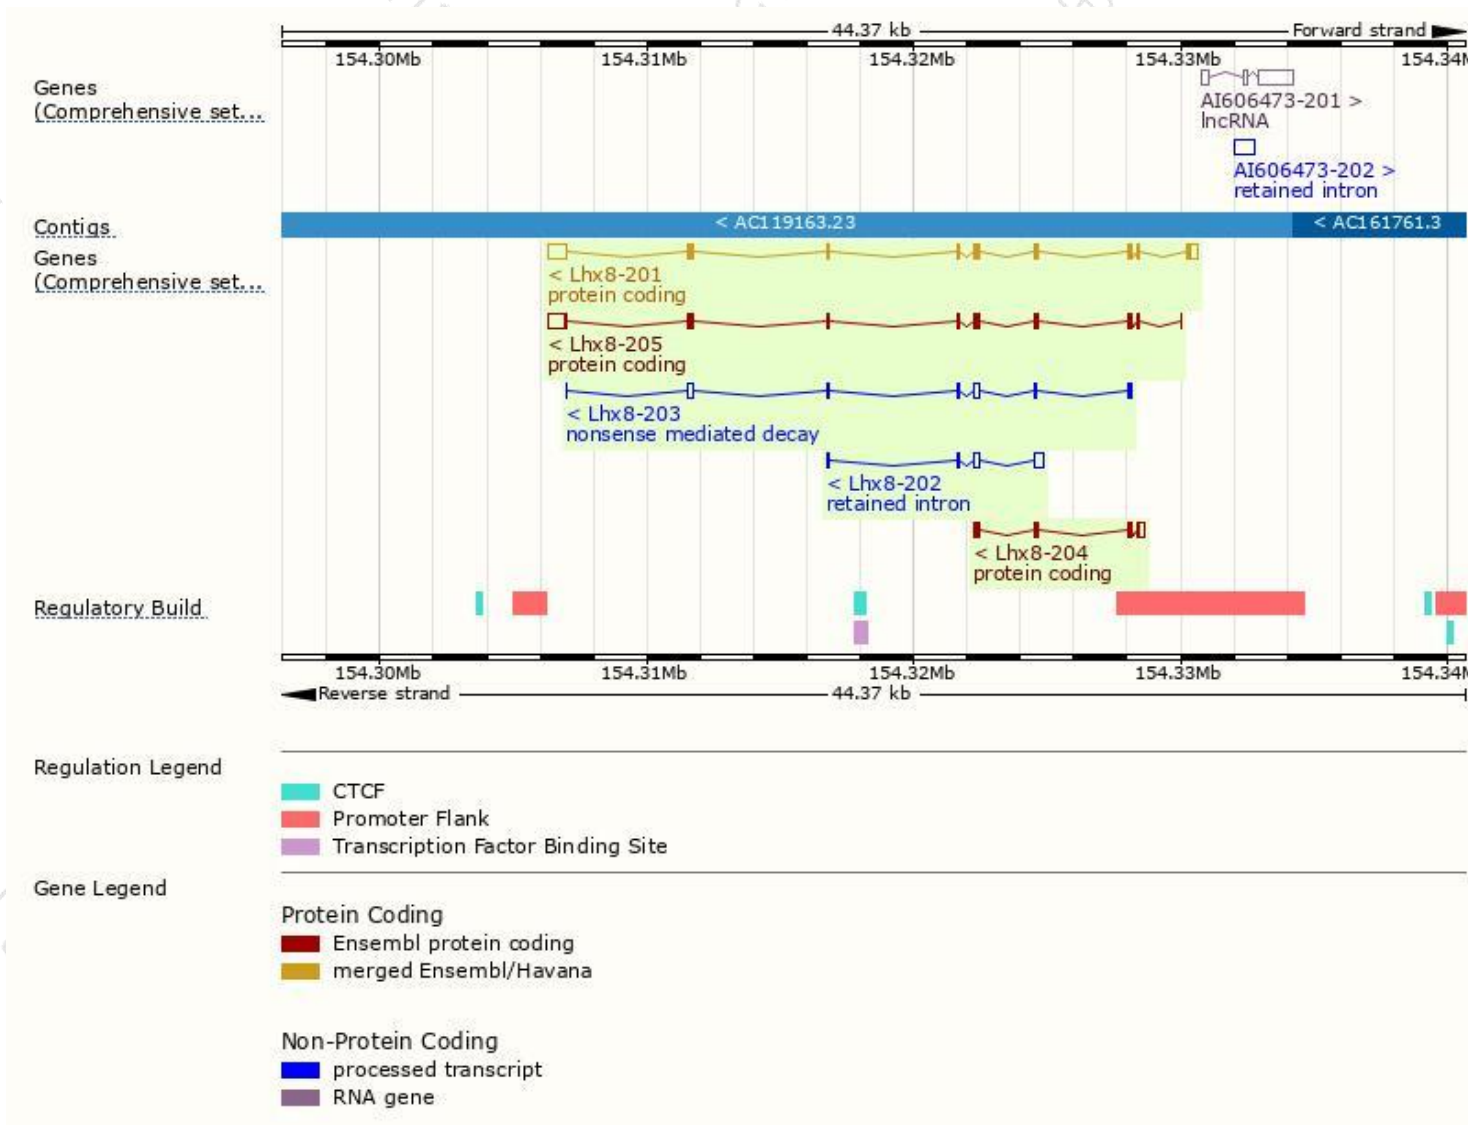 44.37 kb
Forward strand
154.30Mb 154.31Mb 154.32Mb 154.33Mb 154.34M
Genes
(Comprehensive set...
AI606473-201 >
lncRNA
AI606473-202 >
retained intron
Contigs
< AC119163.23
< AC161761.3
Genes
(Comprehensive set...
< Lhx8-201
protein coding
< Lhx8-205
protein coding
< Lhx8-203
nonsense mediated decay
< Lhx8-202
retained intron
< Lhx8-204
protein coding
Regulatory Build
154.30Mb 154.31Mb 154.32Mb 154.33Mb 154.34M
Reverse strand
44.37 kb
Regulation Legend
CTCF
Promoter Flank
Transcription Factor Binding Site
Gene Legend
Protein Coding
Ensembl protein coding
merged Ensembl/Havana
Non-Protein Coding
processed transcript
RNA gene